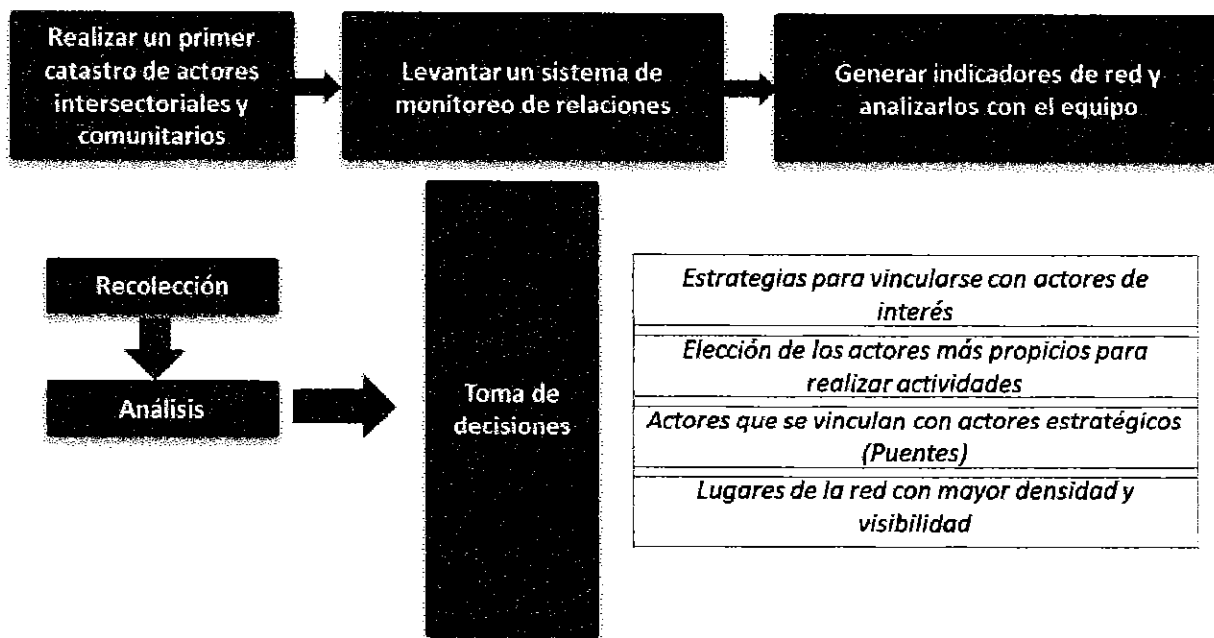 Realizar un primer
catastro de actores
intersectoriales y
comunitarios
Levantar un sistema de
monitoreo de relaciones
Generar indicadores de red y
analizarlos con el equipo
Recolección
Análisis
Toma de
decisiones
Estrategias para vincularse con actores de
interés
Elección de los actores más propicios para
realizar actividades
Actores que se vinculan con actores estratégicos
(Puentes)
Lugares de la red con mayor densidad y
visibilidad